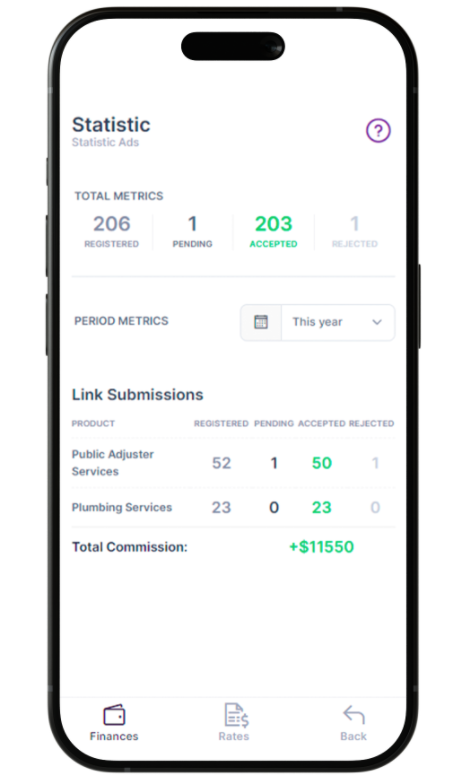 Statistic
Statistic Ads
?
TOTAL METRICS
206 1 203 1
REGISTERED PENDING ACCEPTED REJECTED
PERIOD METRICS This year
Link Submissions
PRODUCT REGISTERED PENDING ACCEPTED REJECTED
Public Adjuster
Services 52 1 50 1
Plumbing Services 23 0 23 0
Total Commission: +$11550
Finances Rates Back